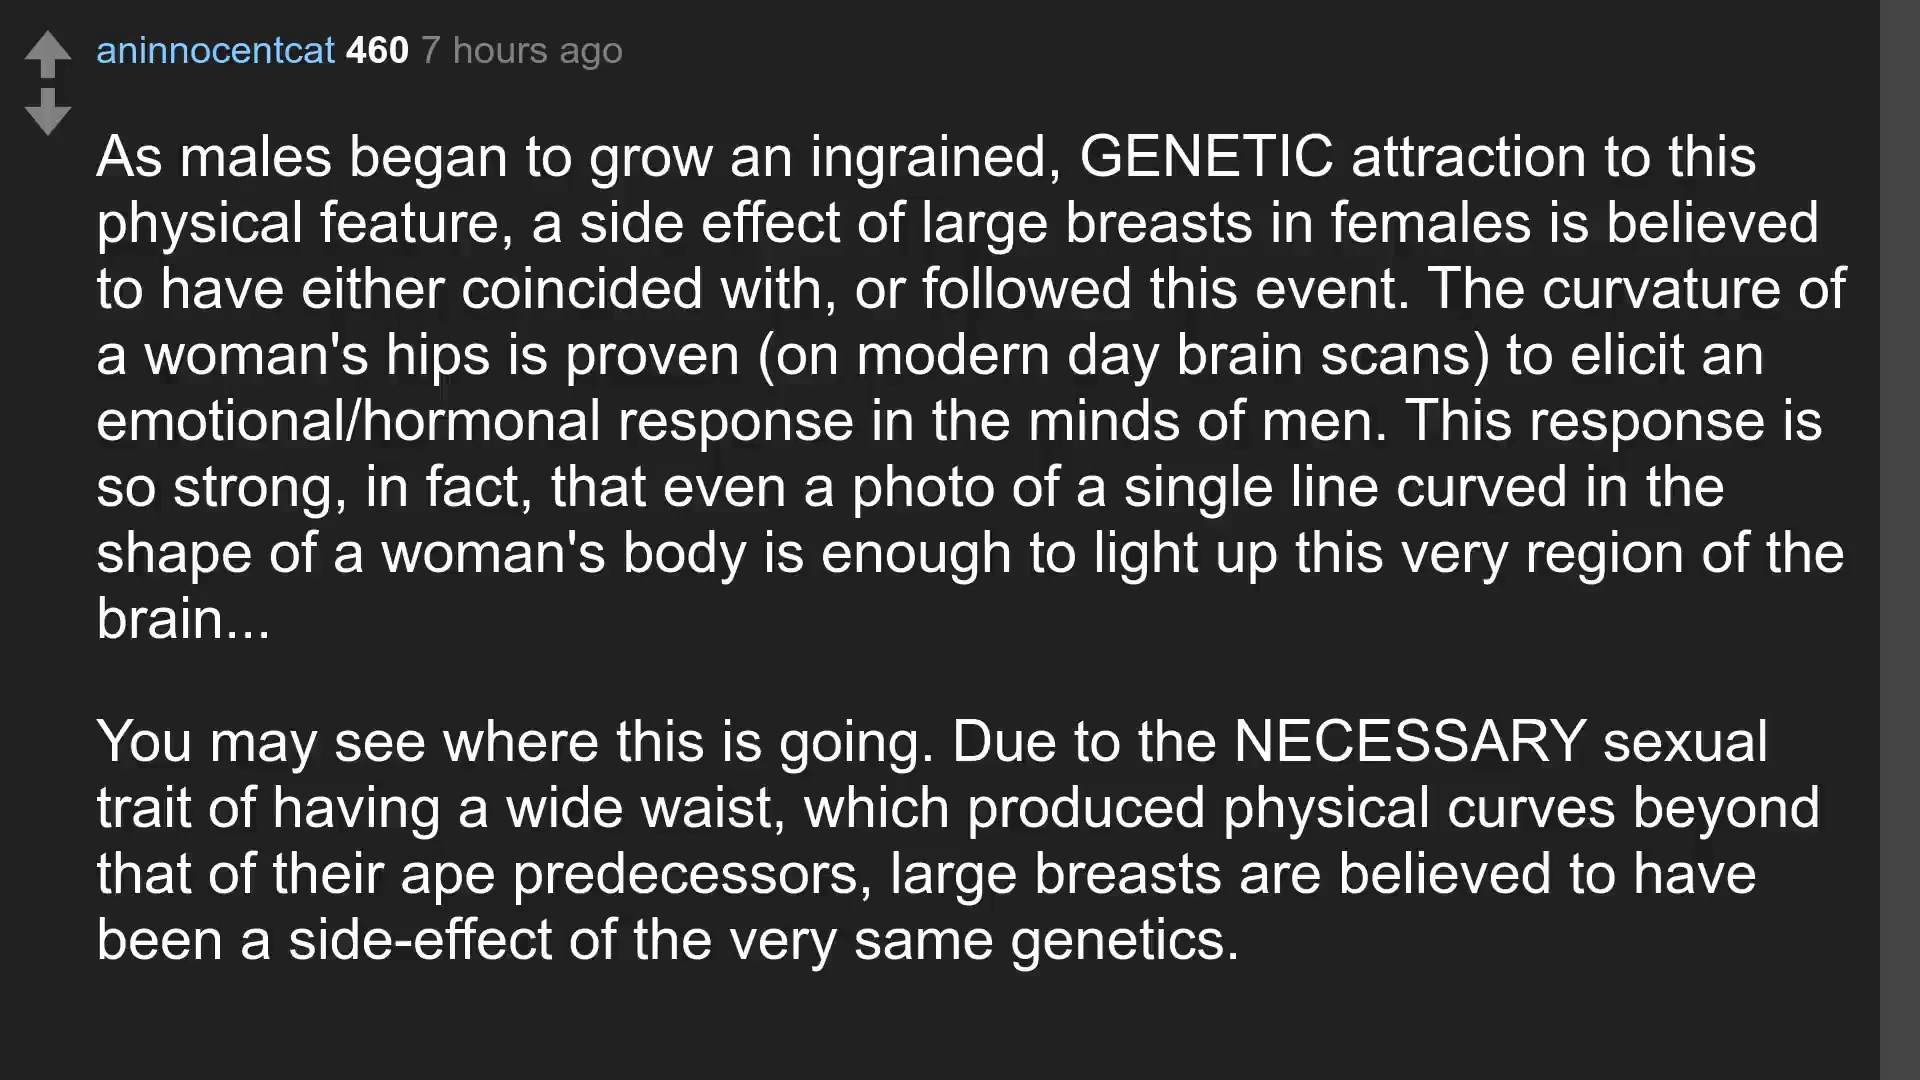 aninnocentcat 460 7 hours ago
As males began to grow an ingrained, GENETIC attraction to this
physical feature, a side effect of large breasts in females is believed
to have either coincided with, or followed this event. The curvature of
a woman's hips is proven (on modern day brain scans) to elicit an
emotional/hormonal response in the minds of men. This response is
so strong, in fact, that even a photo of a single line curved in the
shape of a woman's body is enough to light up this very region of the
brain...
You may see where this is going. Due to the NECESSARY sexual
trait of having a wide waist, which produced physical curves beyond
that of their ape predecessors, large breasts are believed to have
been a side-effect of the very same genetics.